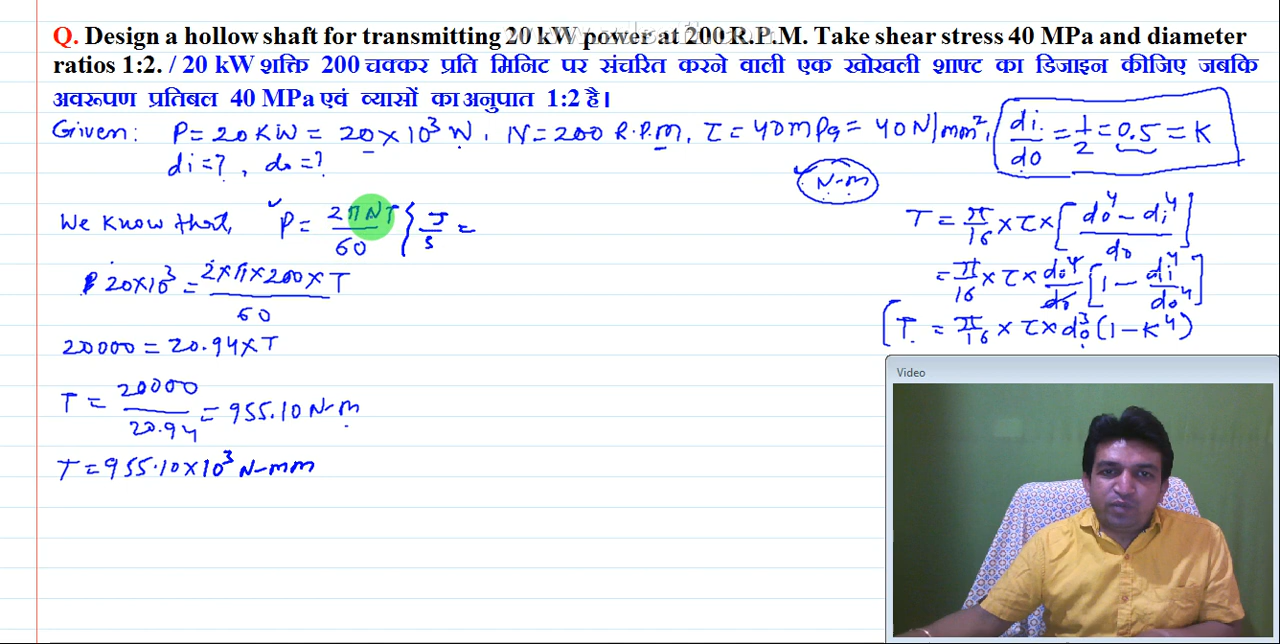 Q. Design a hollow shaft for transmitting 20 kW power at 200 R.P.M. Take shear stress 40 MPa and diameter
ratios 1:2. / 20 kW शक्ति 200 चक्कर प्रति मिनिट पर संचरित करने वाली एक खोखली शाफ्ट का डिजाइन कीजिए जबकि
अवरूपण प्रतिबल 40 MPa एवं व्यासों का अनुपात 1:2 है।
Given: P = 20 KW = 20 × 10³ W, N = 200 R.P.M, τ = 40 mPa = 40 N/mm², di/do = 1/2 = 0.5 = K
di = ?, do = ?
N-m
We know that, P = 2πNT/60 { J/s =
20×10³ = 2×π×200×T/60
20000 = 20.94×T
T = 20000/20.94 = 955.10 N-m
T = 955.10×10³ N-mm
T = π/16 × τ × [do⁴ - di⁴/do]
= π/16 × τ × do⁴/do [1 - di⁴/do⁴]
T = π/16 × τ × do³ (1-K⁴)
Video